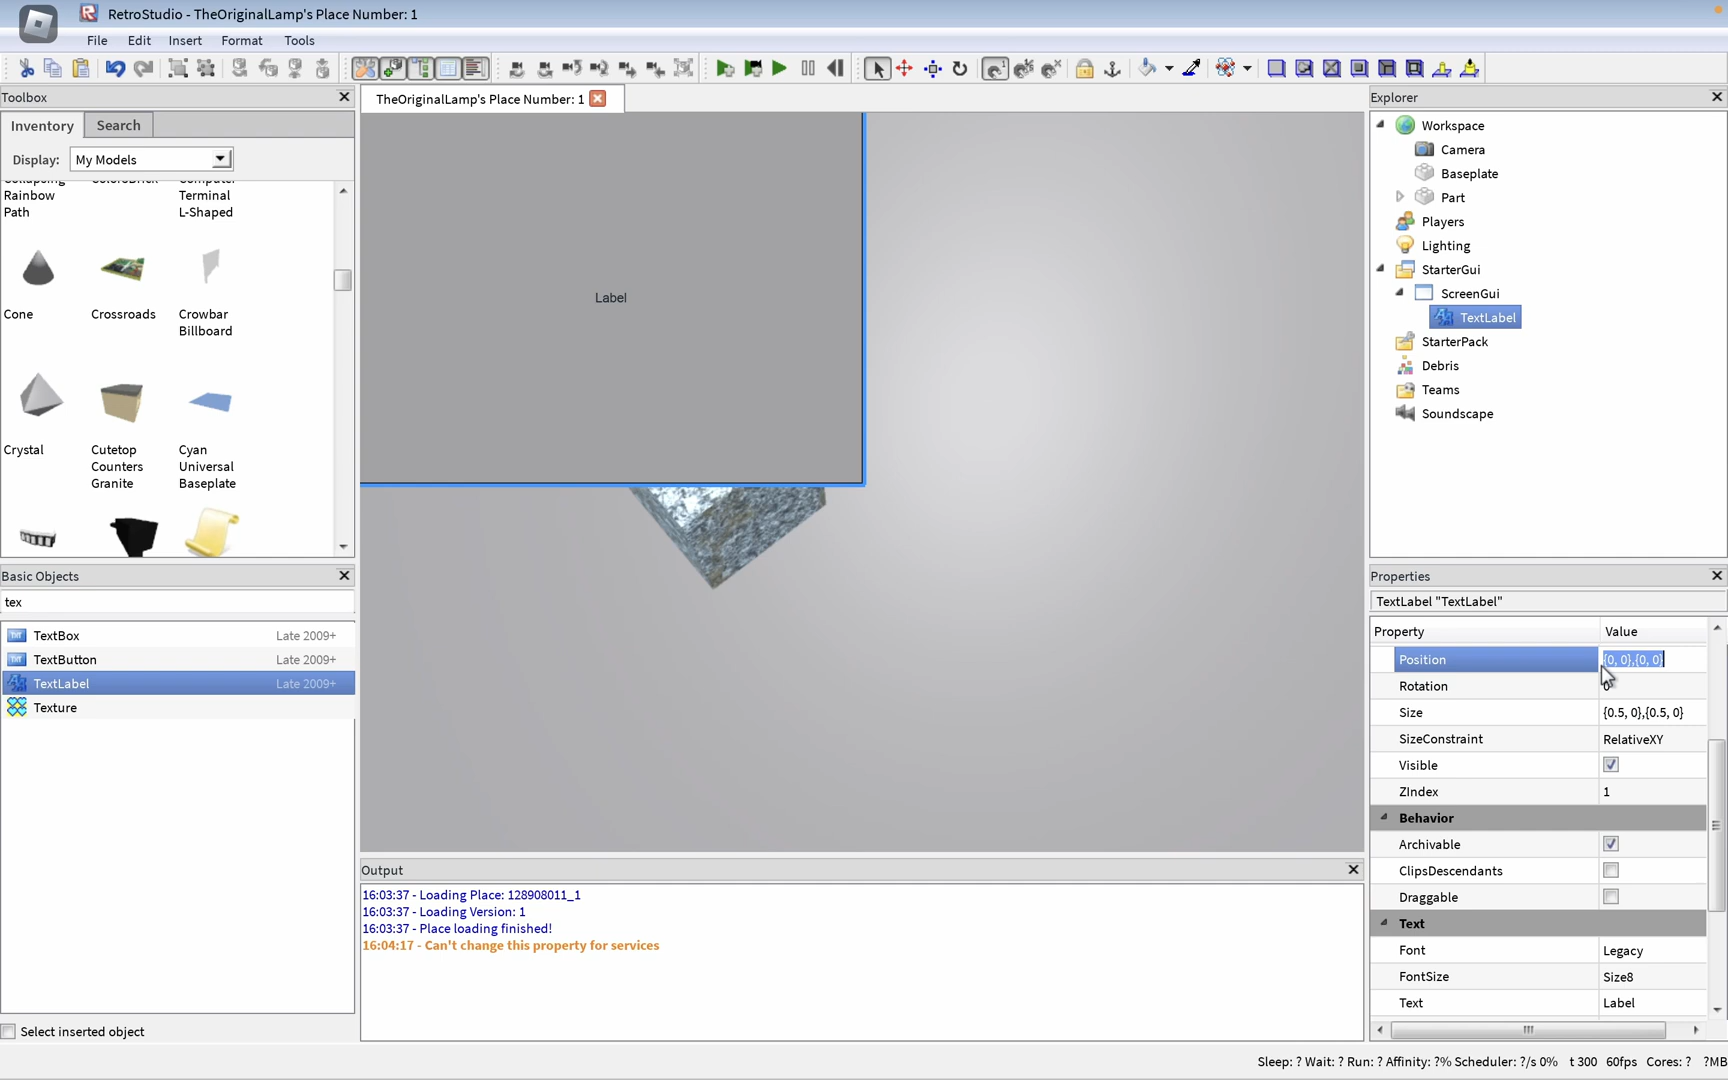 RetroStudio - TheOriginalLamp's Place Number: 1
File Edit Insert Format Tools
Toolbox
TheOriginalLamp's Place Number: 1
Explorer
Inventory Search
Display: My Models
Rainbow
Path
Terminal
L-Shaped
Cone
Crossroads
Crowbar
Billboard
Crystal
Cutetop
Counters
Granite
Cyan
Universal
Baseplate
Basic Objects
tex
TextBox Late 2009+
TextButton Late 2009+
TextLabel Late 2009+
Texture
Select inserted object
Label
Output
16:03:37 - Loading Place: 128908011_1
16:03:37 - Loading Version: 1
16:03:37 - Place loading finished!
16:04:17 - Can't change this property for services
Workspace
Camera
Baseplate
Part
Players
Lighting
StarterGui
ScreenGui
TextLabel
StarterPack
Debris
Teams
Soundscape
Properties
TextLabel "TextLabel"
Property Value
Position {0, 0},{0, 0}
Rotation 0
Size {0.5, 0},{0.5, 0}
SizeConstraint RelativeXY
Visible
ZIndex 1
Behavior
Archivable
ClipsDescendants
Draggable
Text
Font Legacy
FontSize Size8
Text Label
Sleep: ? Wait: ? Run: ? Affinity: ?% Scheduler: ?/s 0% t 300 60fps Cores: ? ?MB